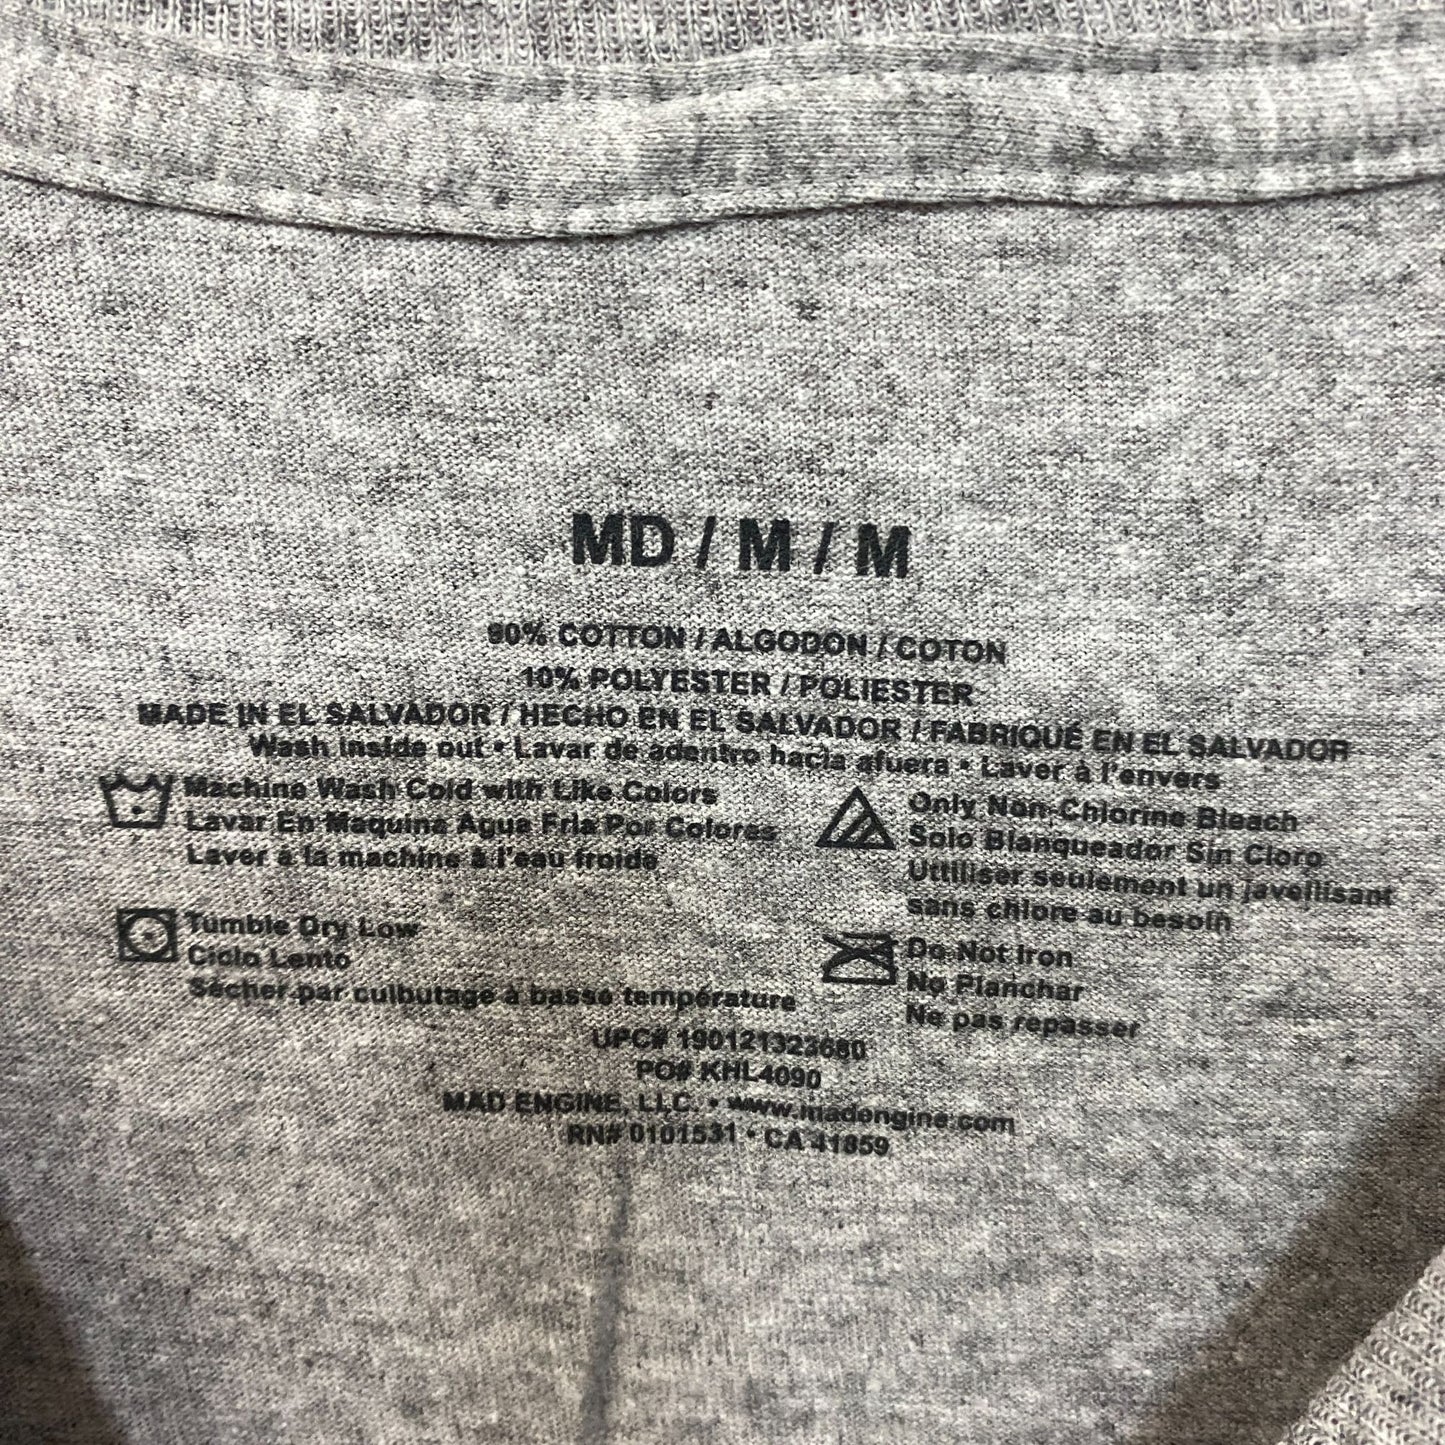 MD / M / M
90% COTTON / ALGODON / COTON
10% POLYESTER / POLIESTER
MADE IN EL SALVADOR / HECHO EN EL SALVADOR / FABRIQUÉ EN EL SALVADOR
Wash inside out • Lavar de adentro hacia afuera • Laver à l'envers
Machine Wash Cold with Like Colors
Lavar En Maquina Agua Fria Por Colores
Laver à la machine à l'eau froide
Only Non-Chlorine Bleach
Solo Blanqueador Sin Cloro
Uttiliser seulement un javellisant
sans chlore au besoin
Tumble Dry Low
Ciclo Lento
Sècher par culbutage à basse température
Do Not Iron
No Planchar
Ne pas repasser
UPC# 190121323680
PO# KHL4090
MAD ENGINE, LLC. • www.madengine.com
RN# 0101531 • CA 41859